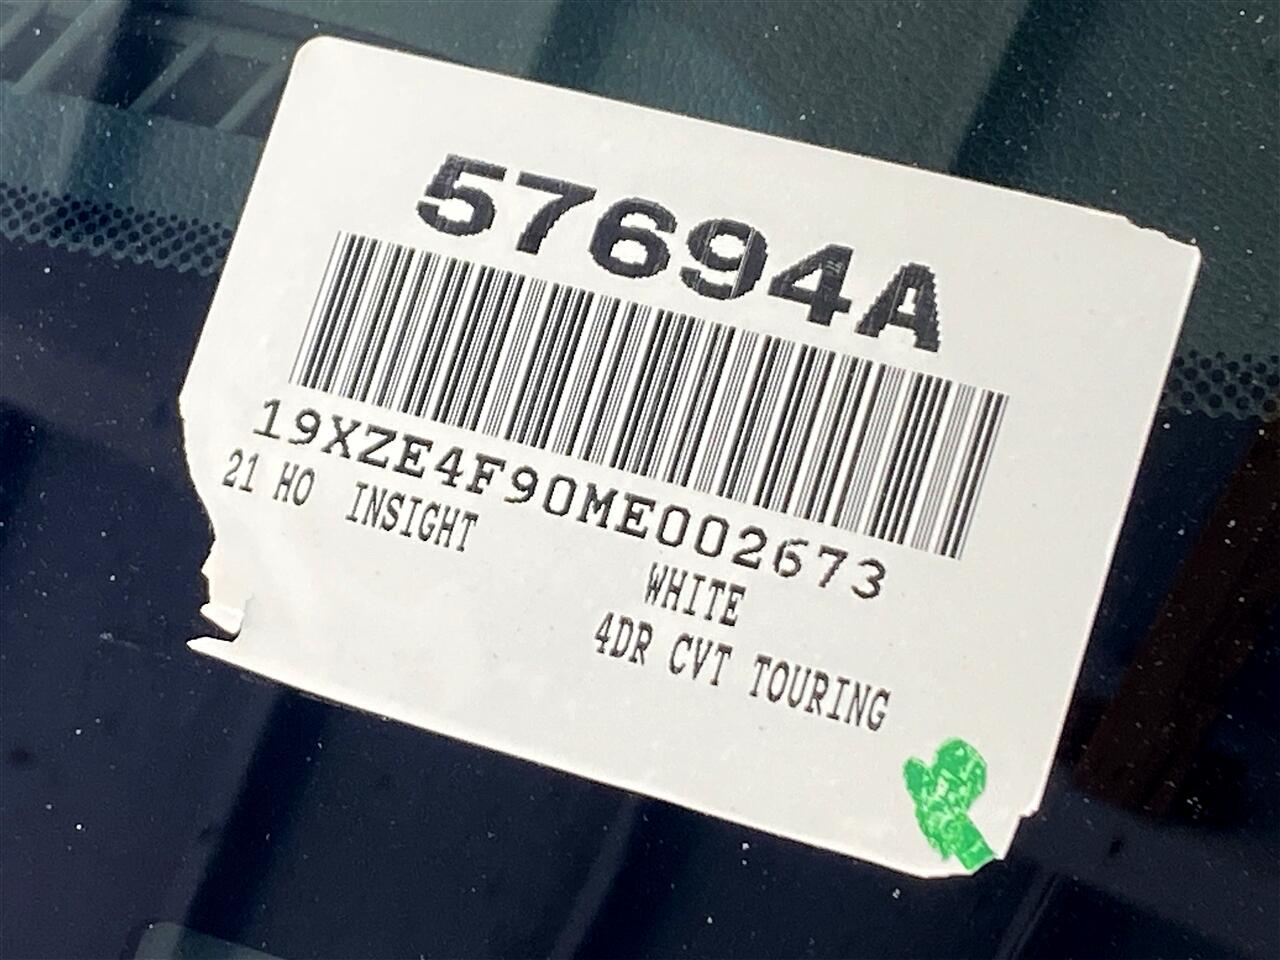 57694A
19XZE4F90ME002673
21 HO INSIGHT
WHITE
4DR CVT TOURING